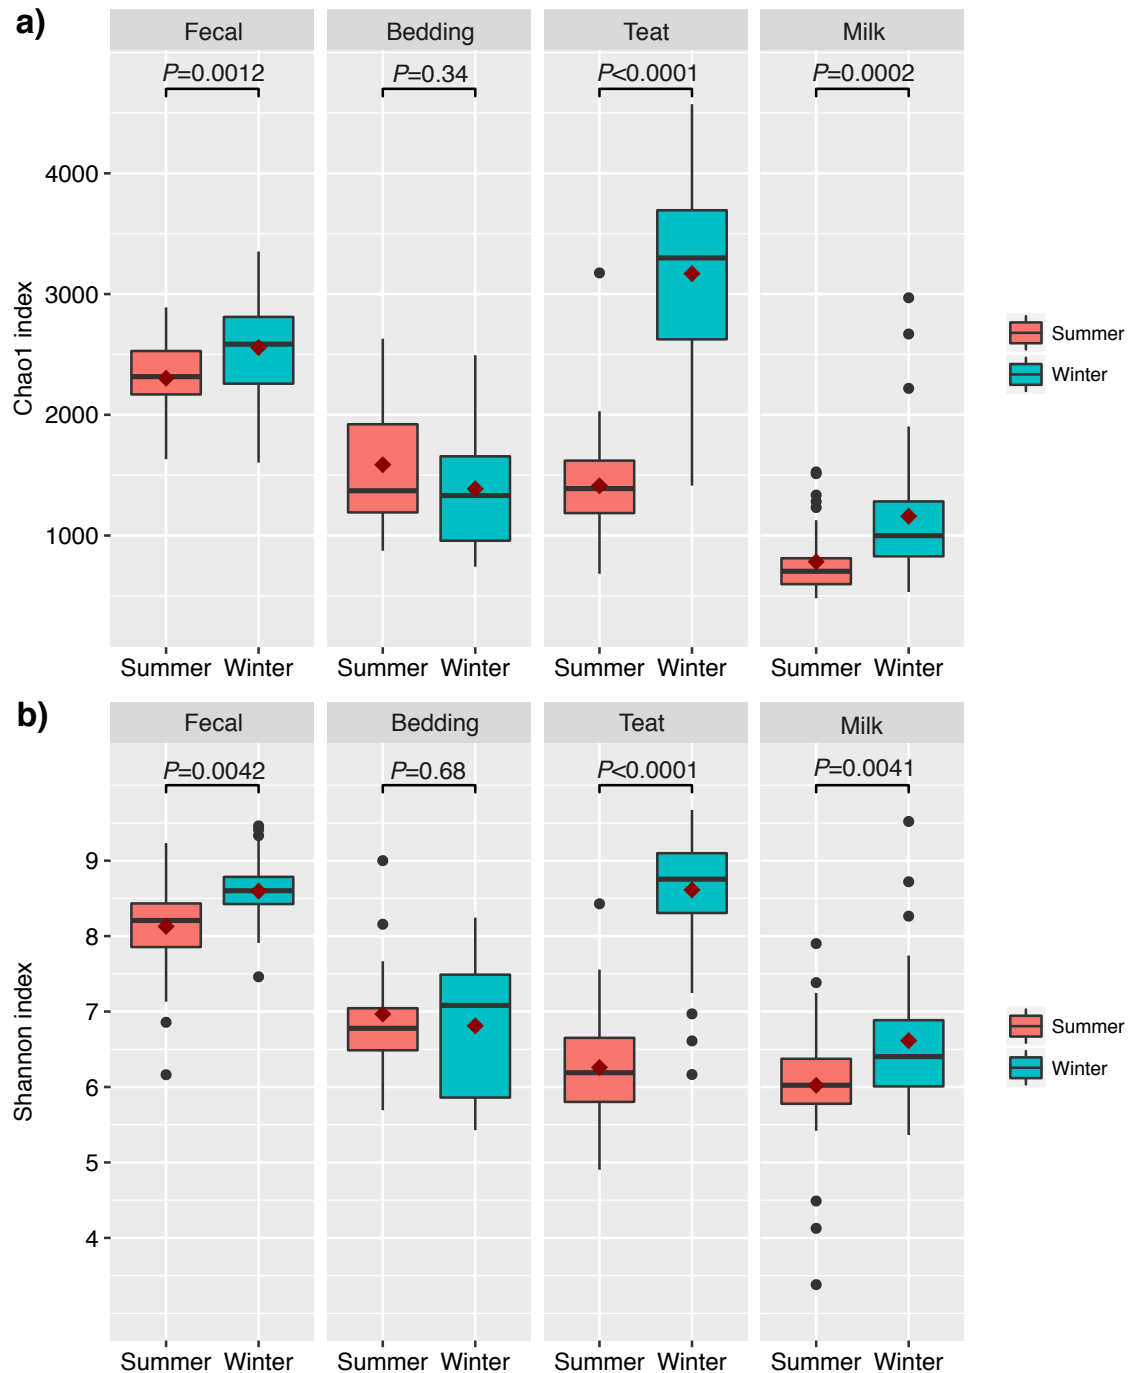 a)
Fecal Bedding Teat Milk
P=0.0012 P=0.34 P<0.0001 P=0.0002
4000
3000
2000
1000
Chao1 index
Summer
Winter
Summer Winter Summer Winter Summer Winter Summer Winter
b)
Fecal Bedding Teat Milk
P=0.0042 P=0.68 P<0.0001 P=0.0041
9
8
7
6
5
4
Shannon index
Summer
Winter
Summer Winter Summer Winter Summer Winter Summer Winter